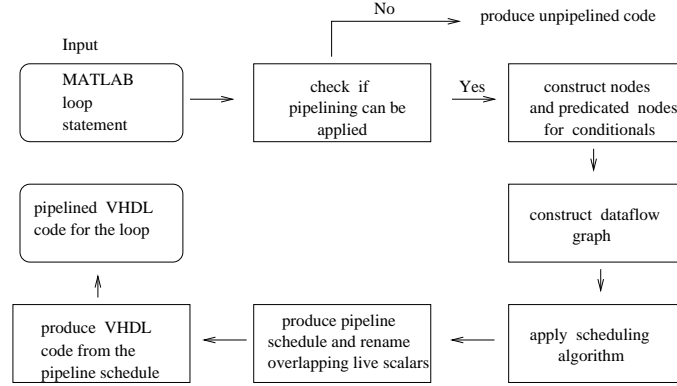 No
produce unpipelined code
Input
MATLAB
loop
statement
check if
pipelining can be
applied
Yes
construct nodes
and predicated nodes
for conditionals
pipelined VHDL
code for the loop
construct dataflow
graph
produce VHDL
code from the
pipeline schedule
produce pipeline
schedule and rename
overlapping live scalars
apply scheduling
algorithm